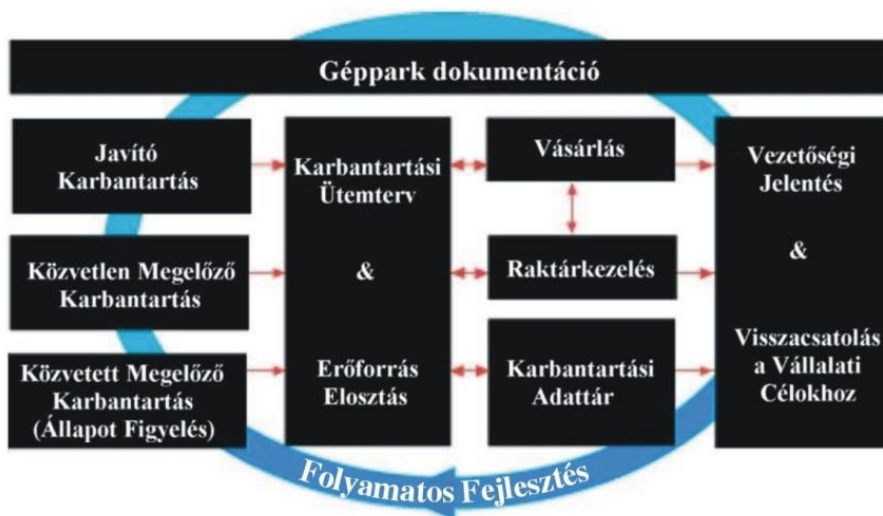 Géppark dokumentáció
Javító
Karbantartás
Közvetlen Megelőző
Karbantartás
Közvetett Megelőző
Karbantartás
(Állapot Figyelés)
Karbantartási
Ütemterv
&
Erőforrás
Elosztás
Vásárlás
Raktárkezelés
Karbantartási
Adattár
Vezetőségi
Jelentés
&
Visszacsatolás
a Vállalati
Célokhoz
Folyamatos Fejlesztés